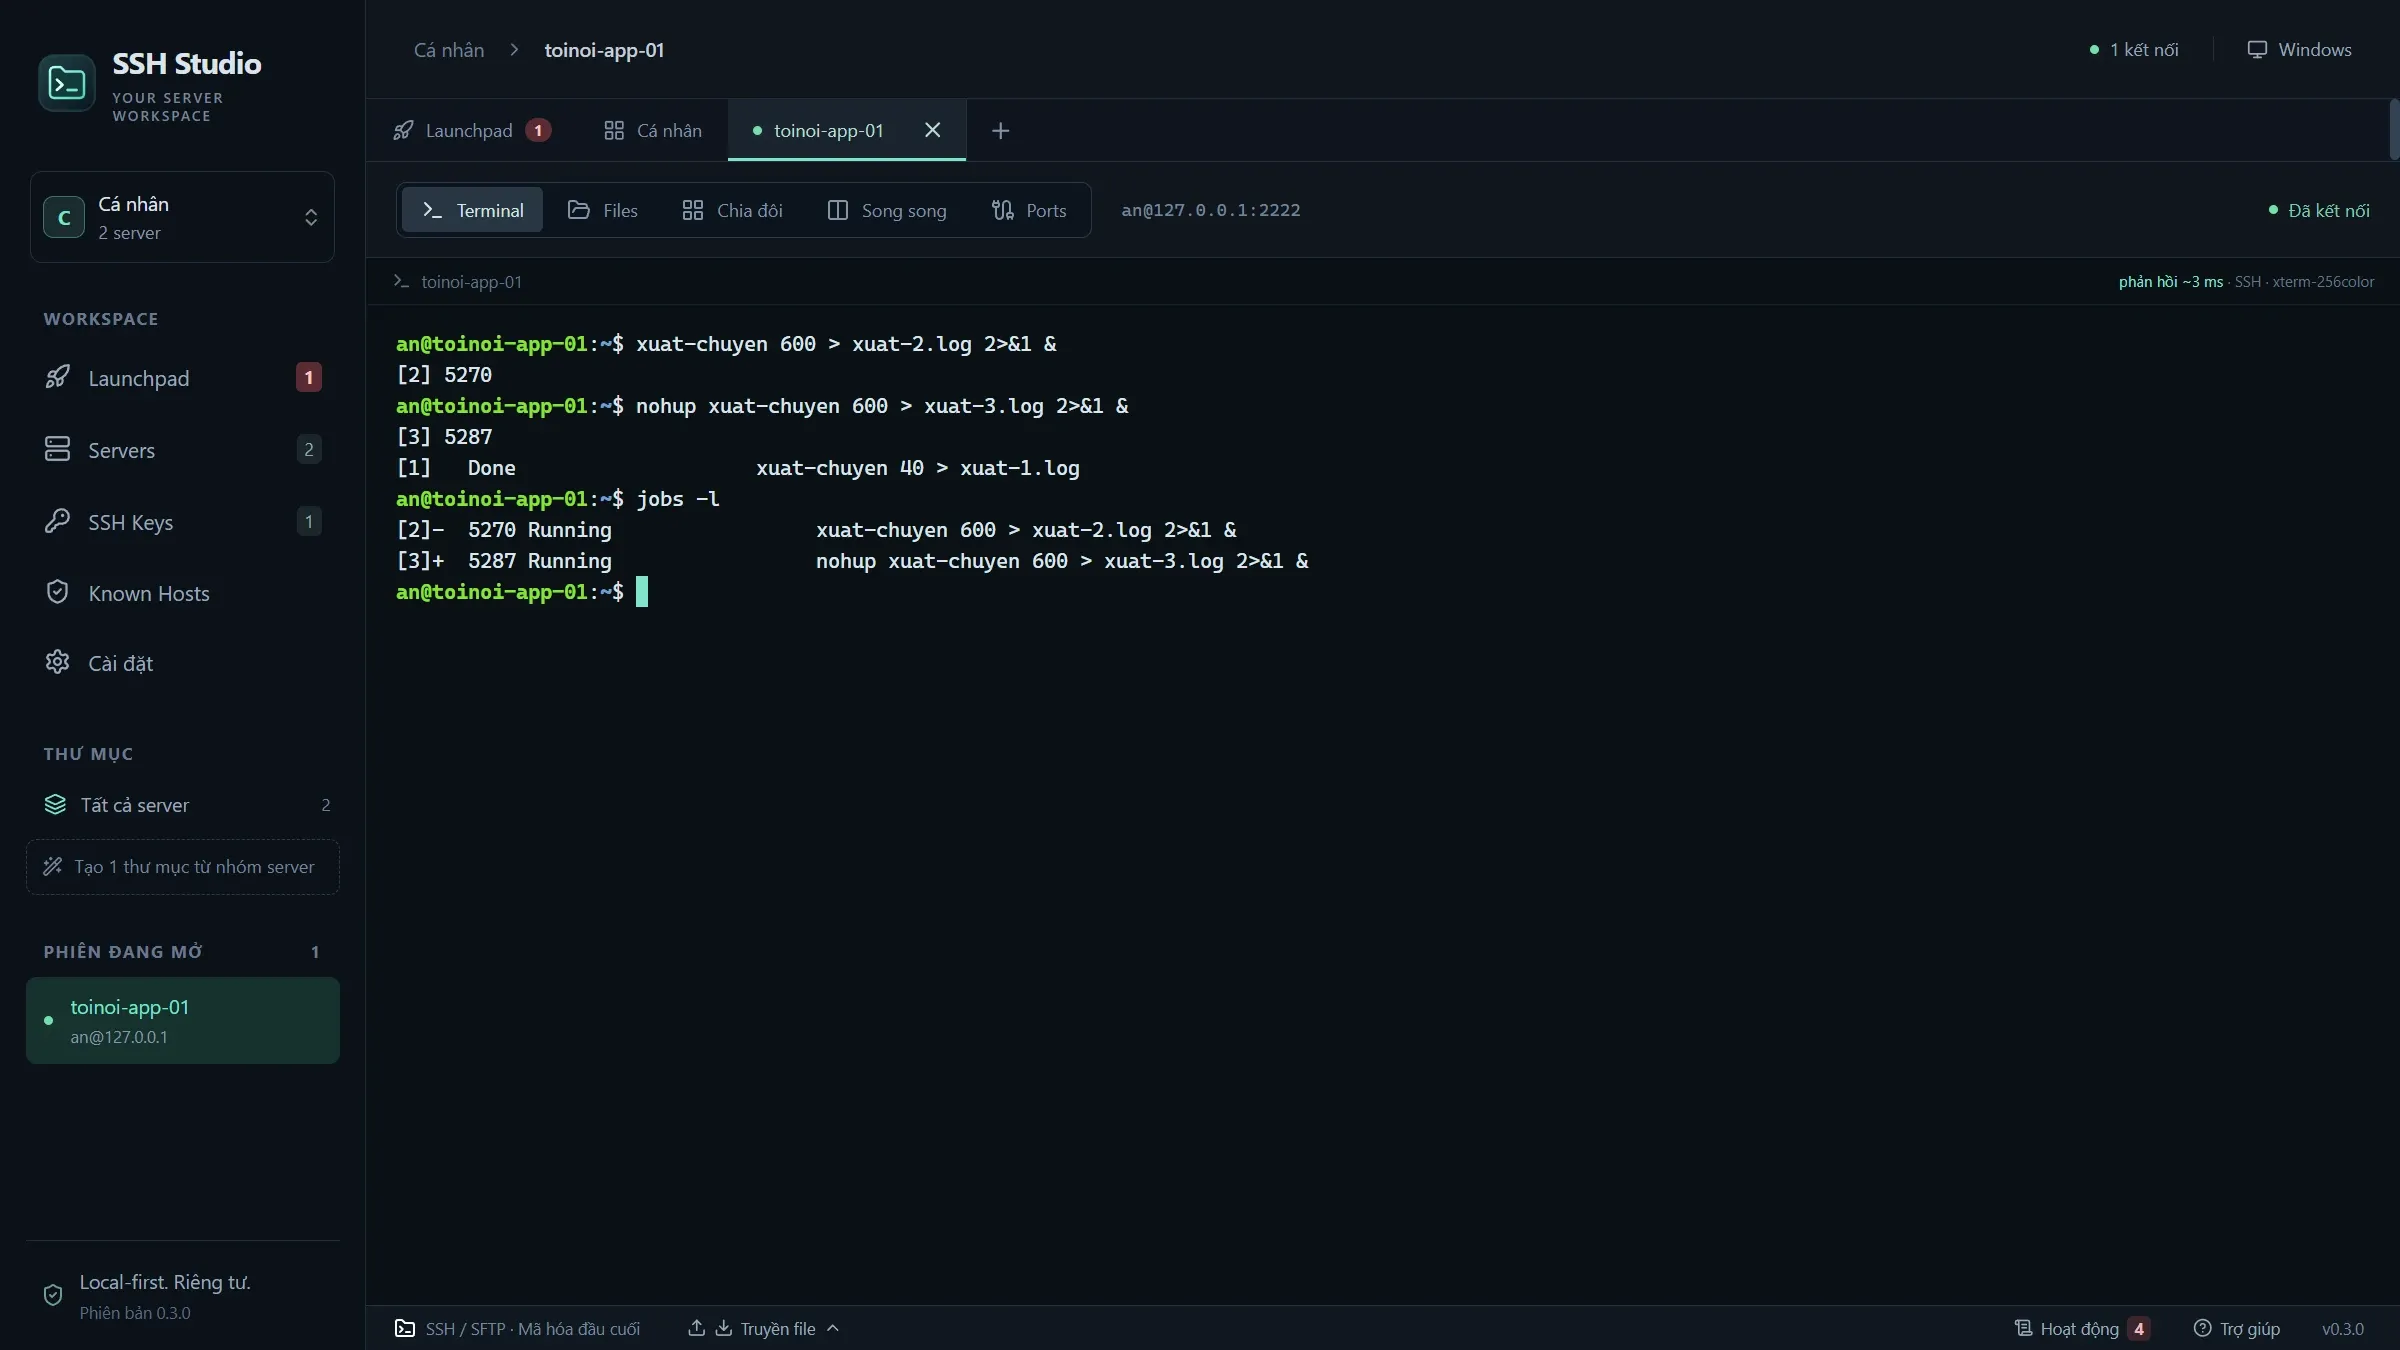 SSH Studio
YOUR SERVER
WORKSPACE
C
Cá nhân
2 server
WORKSPACE
Launchpad 1
Servers 2
SSH Keys 1
Known Hosts
Cài đặt
THƯ MỤC
Tất cả server 2
Tạo 1 thư mục từ nhóm server
PHIÊN ĐANG MỞ 1
toinoi-app-01
an@127.0.0.1
Local-first. Riêng tư.
Phiên bản 0.3.0
Cá nhân > toinoi-app-01
1 kết nối
Windows
Launchpad 1
Cá nhân
toinoi-app-01
Terminal
Files
Chia đôi
Song song
Ports
an@127.0.0.1:2222
Đã kết nối
toinoi-app-01
phản hồi ~3 ms · SSH · xterm-256color
an@toinoi-app-01:~$ xuat-chuyen 600 > xuat-2.log 2>&1 &
[2] 5270
an@toinoi-app-01:~$ nohup xuat-chuyen 600 > xuat-3.log 2>&1 &
[3] 5287
[1]   Done                    xuat-chuyen 40 > xuat-1.log
an@toinoi-app-01:~$ jobs -l
[2]-  5270 Running                 xuat-chuyen 600 > xuat-2.log 2>&1 &
[3]+  5287 Running                 nohup xuat-chuyen 600 > xuat-3.log 2>&1 &
an@toinoi-app-01:~$
SSH / SFTP · Mã hóa đầu cuối
Truyền file
Hoạt động 4
Trợ giúp
v0.3.0